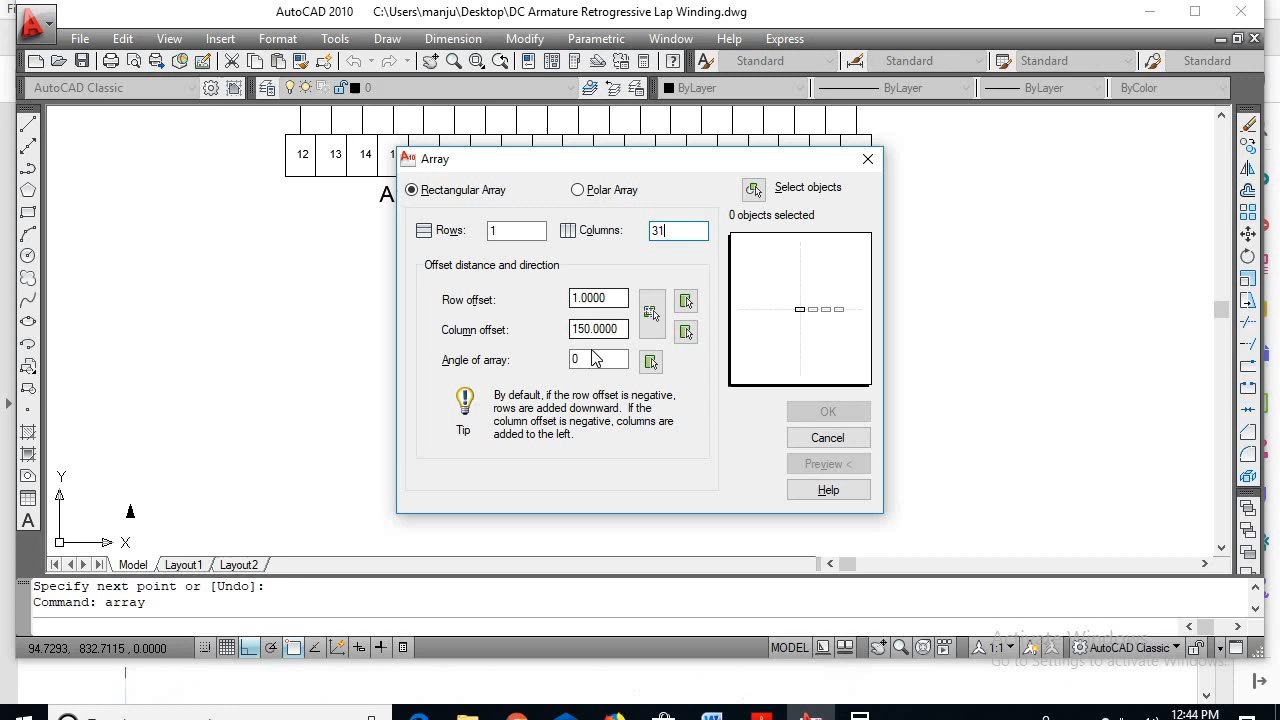 AutoCAD 2010 C:\Users\manju\Desktop\DC Armature Retrogressive Lap Winding.dwg
File Edit View Insert Format Tools Draw Dimension Modify Parametric Window Help Express
Standard Standard Standard Standard
AutoCAD Classic 0 ByLayer ByLayer ByLayer ByColor
12 13 14
A
Array
Rectangular Array Polar Array Select objects
0 objects selected
Rows: 1 Columns: 31
Offset distance and direction
Row offset: 1.0000
Column offset: 150.0000
Angle of array: 0
Tip
By default, if the row offset is negative,
rows are added downward. If the
column offset is negative, columns are
added to the left.
OK
Cancel
Preview <
Help
Y
X
A
Model Layout1 Layout2
Specify next point or [Undo]:
Command: array
94.7293, 832.7115, 0.0000 MODEL 1:1 AutoCAD Classic
Activate Windows
Go to Settings to activate Windows.
12:44 PM